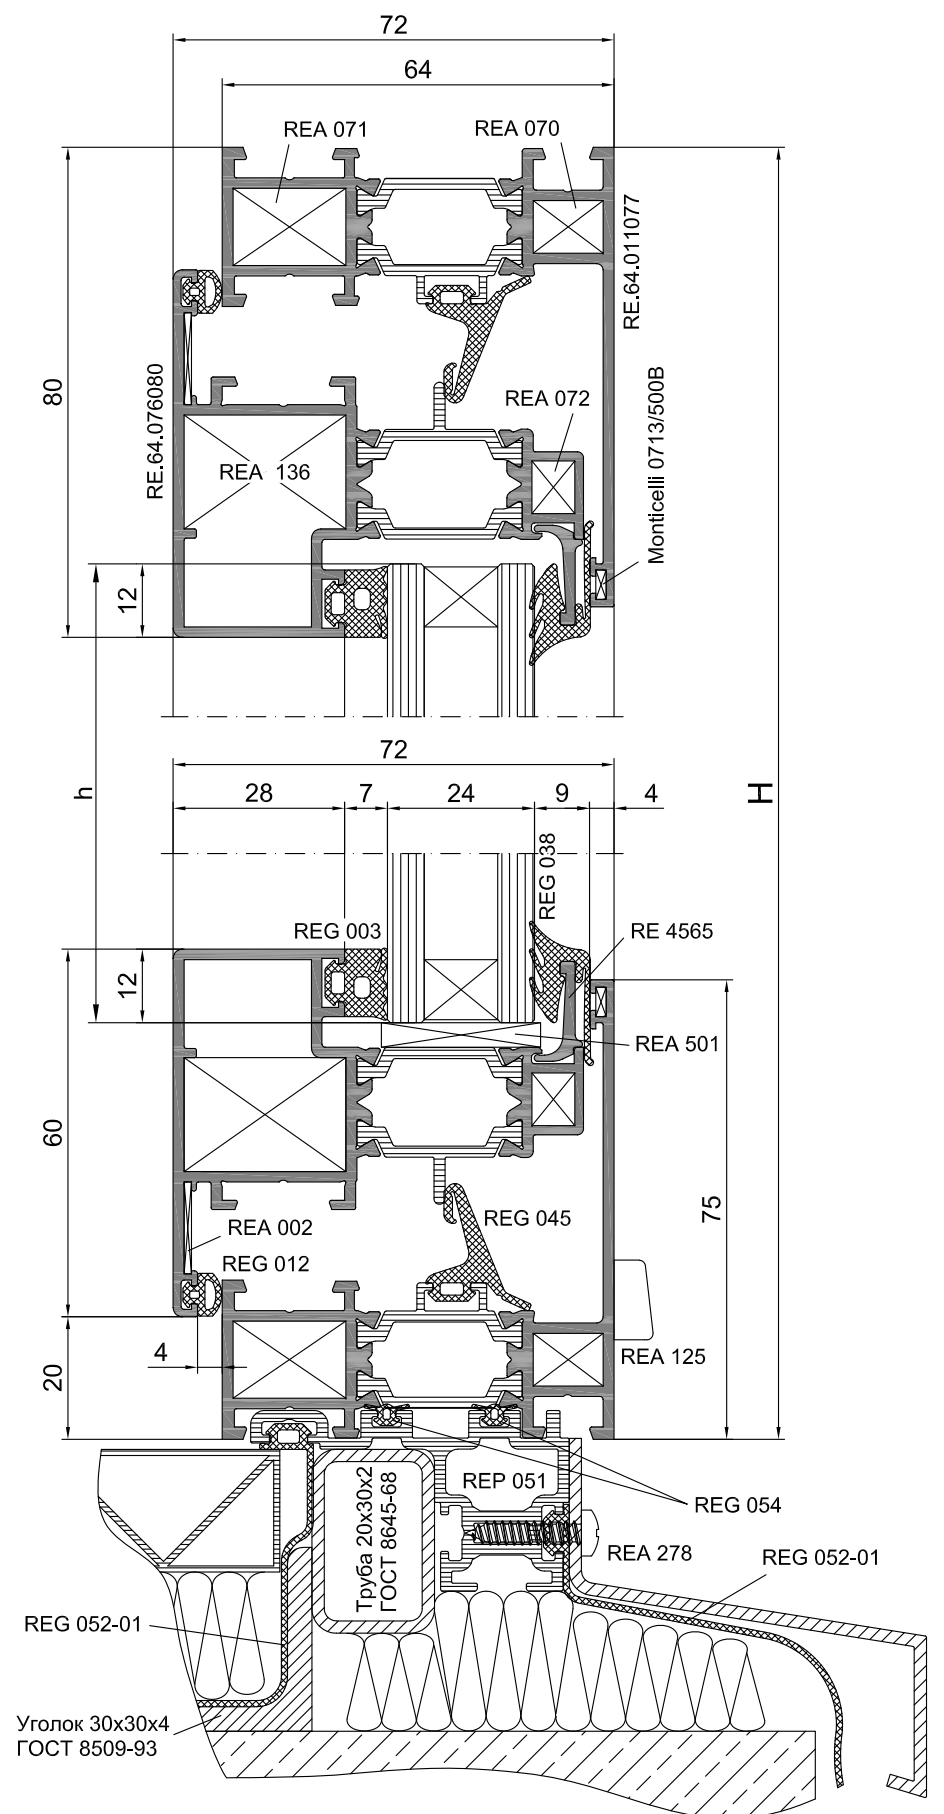 72
64
REA 071
REA 070
RE.64.011077
80
RE.64.076080
REA 072
REA 136
Monticelli 0713/500B
12
72
h
28
7
24
9
4
H
REG 038
REG 003
RE 4565
12
REA 501
60
75
REG 045
REA 002
REG 012
4
20
REA 125
REP 051
Труба 20x30x2
ГОСТ 8645-68
REG 054
REA 278
REG 052-01
REG 052-01
Уголок 30x30x4
ГОСТ 8509-93